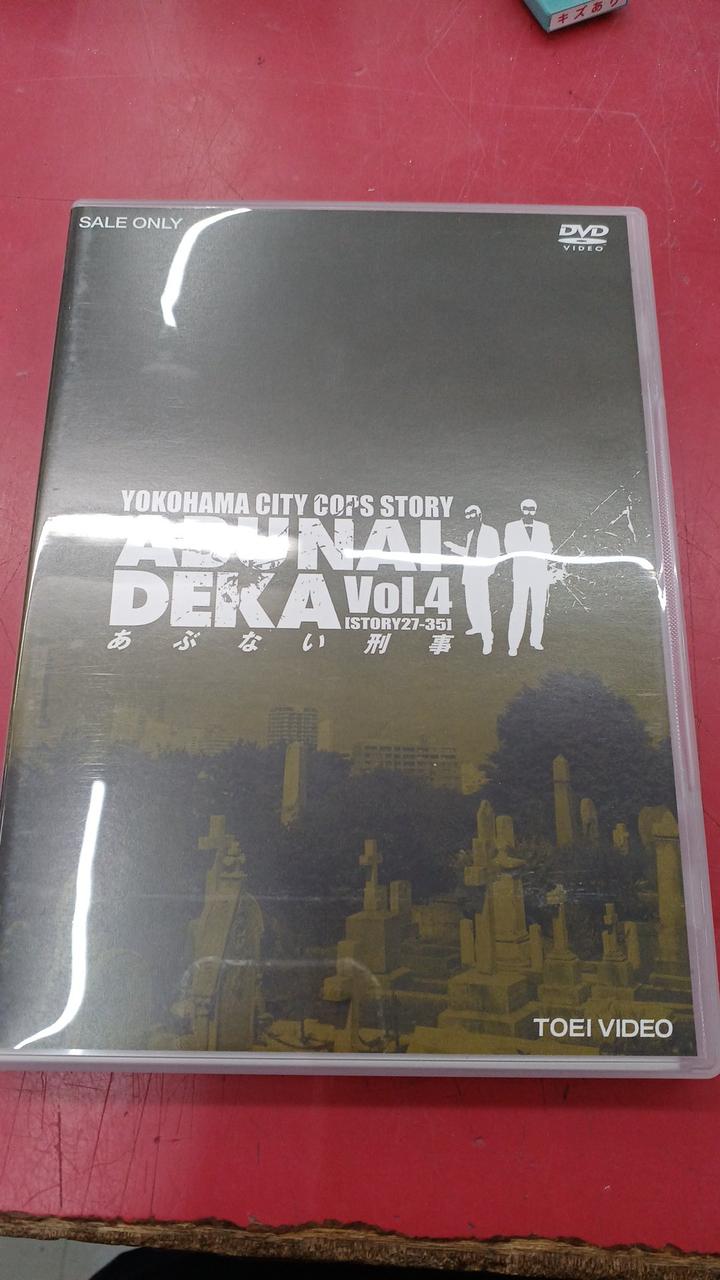 キズあり
SALE ONLY
DVD
VIDEO
YOKOHAMA CITY COPS STORY
ABUNAI
DEKA Vol.4
[STORY27-35]
あぶない刑事
TOEI VIDEO